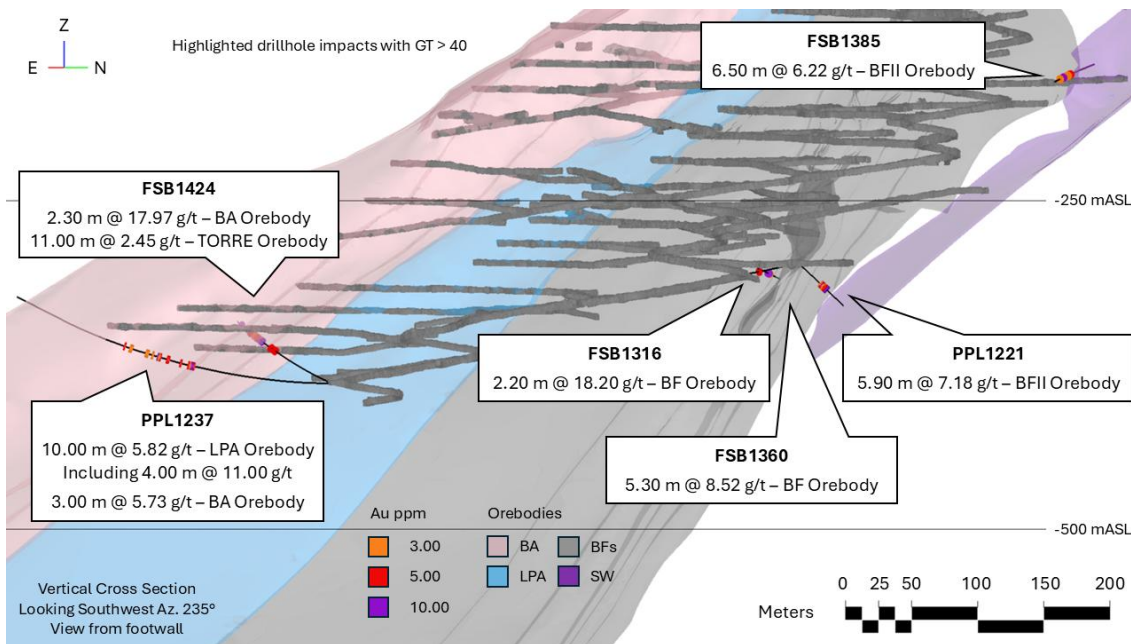 Z
E
N
Highlighted drillhole impacts with GT > 40
FSB1385
6.50 m @ 6.22 g/t – BFII Orebody
FSB1424
2.30 m @ 17.97 g/t – BA Orebody
11.00 m @ 2.45 g/t – TORRE Orebody
-250 mASL
FSB1316
2.20 m @ 18.20 g/t – BF Orebody
PPL1221
5.90 m @ 7.18 g/t – BFII Orebody
PPL1237
10.00 m @ 5.82 g/t – LPA Orebody
Including 4.00 m @ 11.00 g/t
3.00 m @ 5.73 g/t – BA Orebody
FSB1360
5.30 m @ 8.52 g/t – BF Orebody
-500 mASL
Au ppm
3.00
5.00
10.00
Orebodies
BA
BFs
LPA
SW
Vertical Cross Section
Looking Southwest Az. 235°
View from footwall
Meters
0 25 50 100 150 200